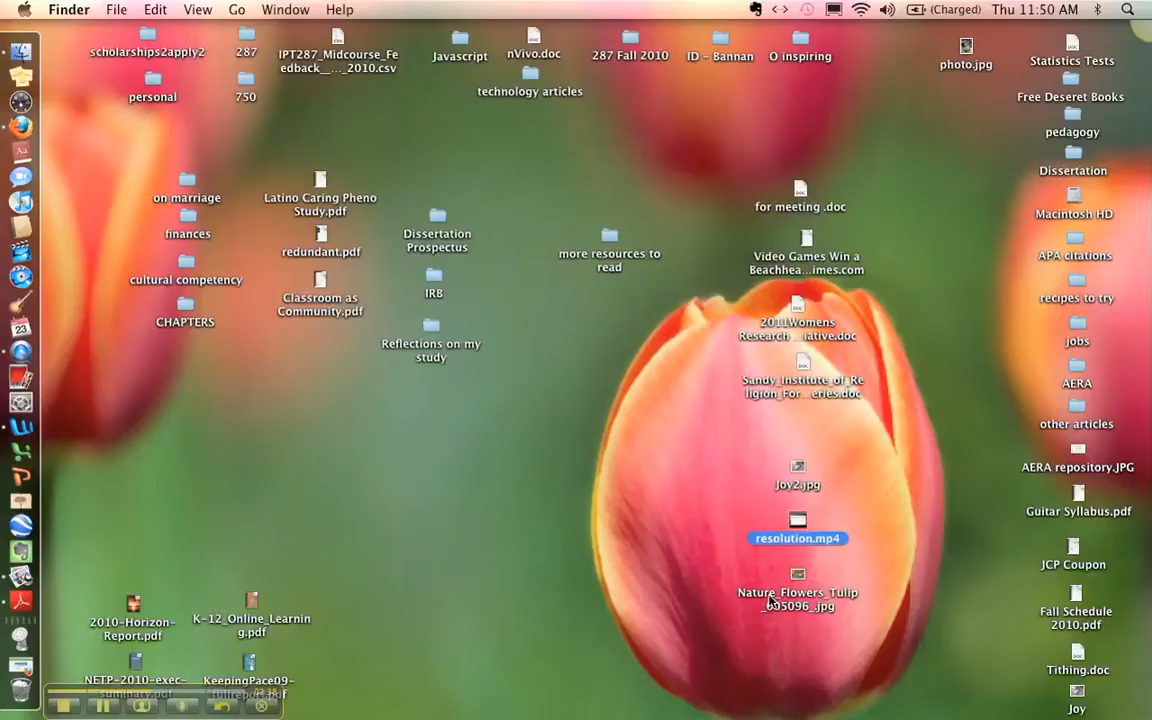 Finder File Edit View Go Window Help (Charged) Thu 11:50 AM
scholarships2apply2
287
IPT287_Midcourse_Fe
edback__..._2010.csv
Javascript
nVivo.doc
287 Fall 2010
ID - Bannan
O inspiring
photo.jpg
Statistics Tests
personal
750
technology articles
Free Deseret Books
pedagogy
Dissertation
on marriage
Latino Caring Pheno
Study.pdf
for meeting .doc
Macintosh HD
finances
redundant.pdf
Dissertation
Prospectus
more resources to
read
Video Games Win a
Beachhea...imes.com
APA citations
cultural competency
Classroom as
Community.pdf
IRB
recipes to try
CHAPTERS
Reflections on my
study
2011Womens
Research ...iative.doc
jobs
Sandy_Institute_of_Re
ligion_For...eries.doc
AERA
other articles
Joy2.jpg
AERA repository.JPG
Guitar Syllabus.pdf
resolution.mp4
JCP Coupon
Nature_Flowers_Tulip
2010-Horizon-
Report.pdf
K-12_Online_Learnin
g.pdf
Fall Schedule
2010.pdf
NETP-2010-exec-
summary.pdf
KeepingPace09-
fullreport.pdf
Tithing.doc
Joy
23